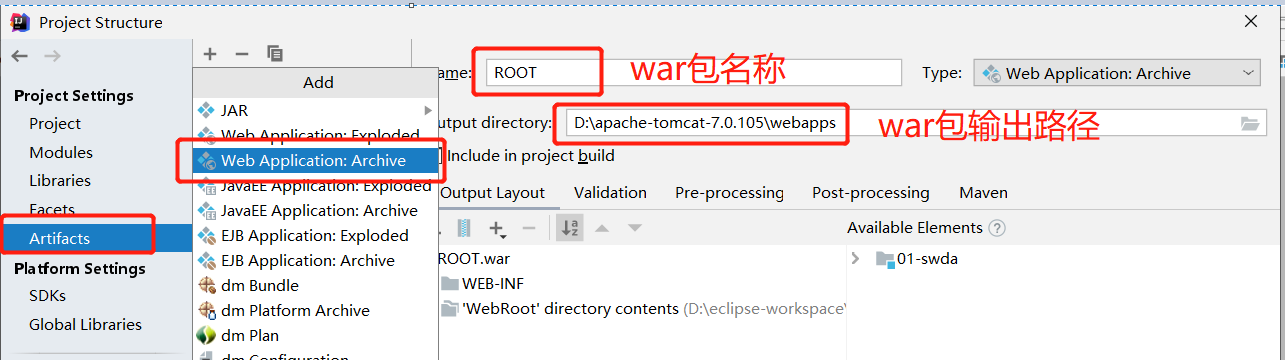 Project Structure
Project Settings
Project
Modules
Libraries
Facets
Artifacts
Platform Settings
SDKs
Global Libraries
Add
JAR
Web Application: Exploded
Web Application: Archive
JavaEE Application: Exploded
JavaEE Application: Archive
EJB Application: Exploded
EJB Application: Archive
dm Bundle
dm Platform Archive
dm Plan
dm Configuration
ame: ROOT
war包名称
Type: Web Application: Archive
utput directory: D:\apache-tomcat-7.0.105\webapps
war包输出路径
Include in project build
Output Layout Validation Pre-processing Post-processing Maven
Available Elements
ROOT.war
WEB-INF
'WebRoot' directory contents (D:\eclipse-workspace\
01-swda